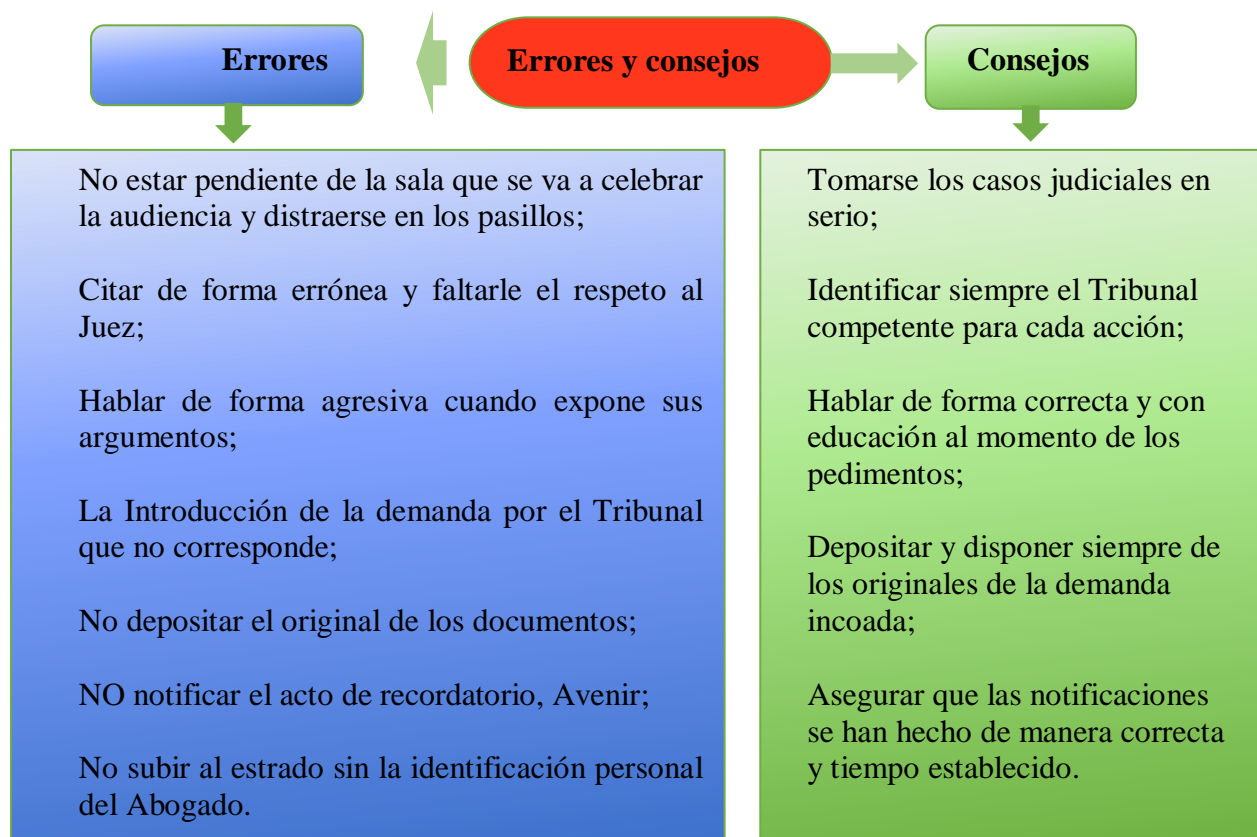 Errores
Errores y consejos
Consejos
No estar pendiente de la sala que se va a celebrar
la audiencia y distraerse en los pasillos;
Citar de forma errónea y faltarle el respeto al
Juez;
Hablar de forma agresiva cuando expone sus
argumentos;
La Introducción de la demanda por el Tribunal
que no corresponde;
No depositar el original de los documentos;
NO notificar el acto de recordatorio, Avenir;
No subir al estrado sin la identificación personal
del Abogado.
Tomarse los casos judiciales en
serio;
Identificar siempre el Tribunal
competente para cada acción;
Hablar de forma correcta y con
educación al momento de los
pedimentos;
Depositar y disponer siempre de
los originales de la demanda
incoada;
Asegurar que las notificaciones
se han hecho de manera correcta
y tiempo establecido.